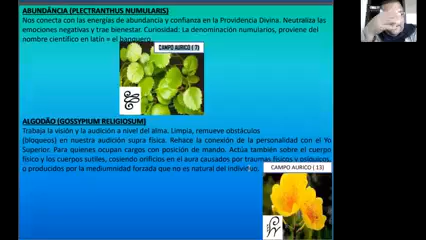 ABUNDÂNCIA (PLECTRANTHUS NUMULARIS)
Nos conecta con las energías de abundancia y confianza en la Providencia Divina. Neutraliza las
emociones negativas y trae bienestar. Curiosidad: La denominación numularios, proviene del
nombre científico en latín = el banquero.
CAMPO AURICO ( 7 )
ALGODÃO (GOSSYPIUM RELIGIOSUM)
Trabaja la visión y la audición a nivel del alma. Limpia, remueve obstáculos
(bloqueos) en nuestra audición supra física. Rehace la conexión de la personalidad con el Yo
Superior. Para quienes ocupan cargos con posición de mando. Actúa también sobre el cuerpo
físico y los cuerpos sutiles, cosiendo orificios en el aura causados por traumas físicos y psíquicos,
o producidos por la mediumnidad forzada que no es natural del individuo.
CAMPO AURICO ( 13 )